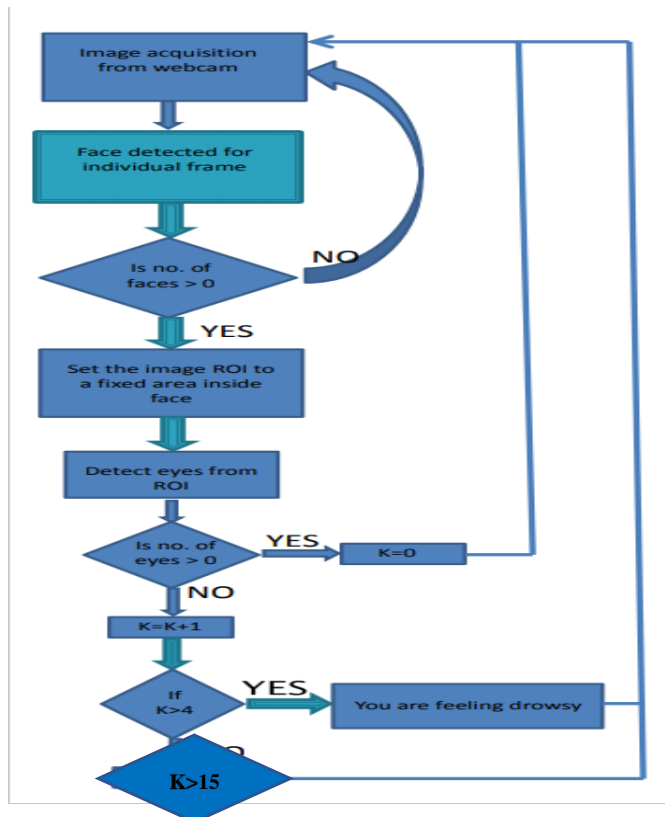 Image acquisition
from webcam
Face detected for
individual frame
Is no. of
faces > 0
NO
YES
Set the image ROI to
a fixed area inside
face
Detect eyes from
ROI
Is no. of
eyes > 0
YES
K=0
NO
K=K+1
If
K>4
YES
You are feeling drowsy
K>15